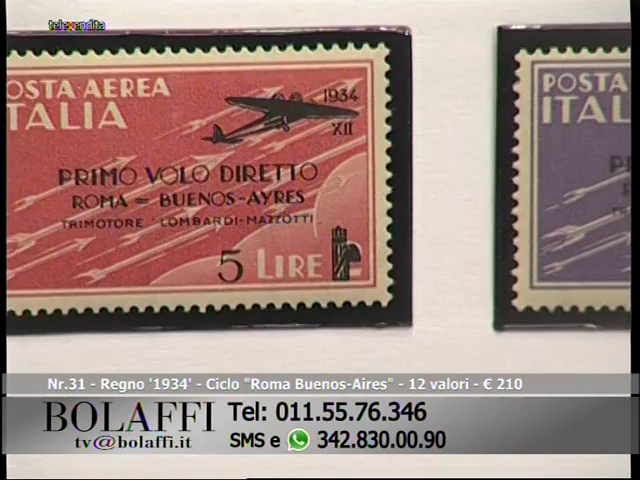 televendita
OSTA AEREA
TALIA
1934
XII
PRIMO VOLO DIRETTO
ROMA = BUENOS-AYRES
TRIMOTORE "LOMBARDI-MAZZOTTI"
5 LIRE
POSTA
ITAL
Nr.31 - Regno '1934' - Ciclo "Roma Buenos-Aires" - 12 valori - € 210
BOLAFFI
tv@bolaffi.it
Tel: 011.55.76.346
SMS e 342.830.00.90